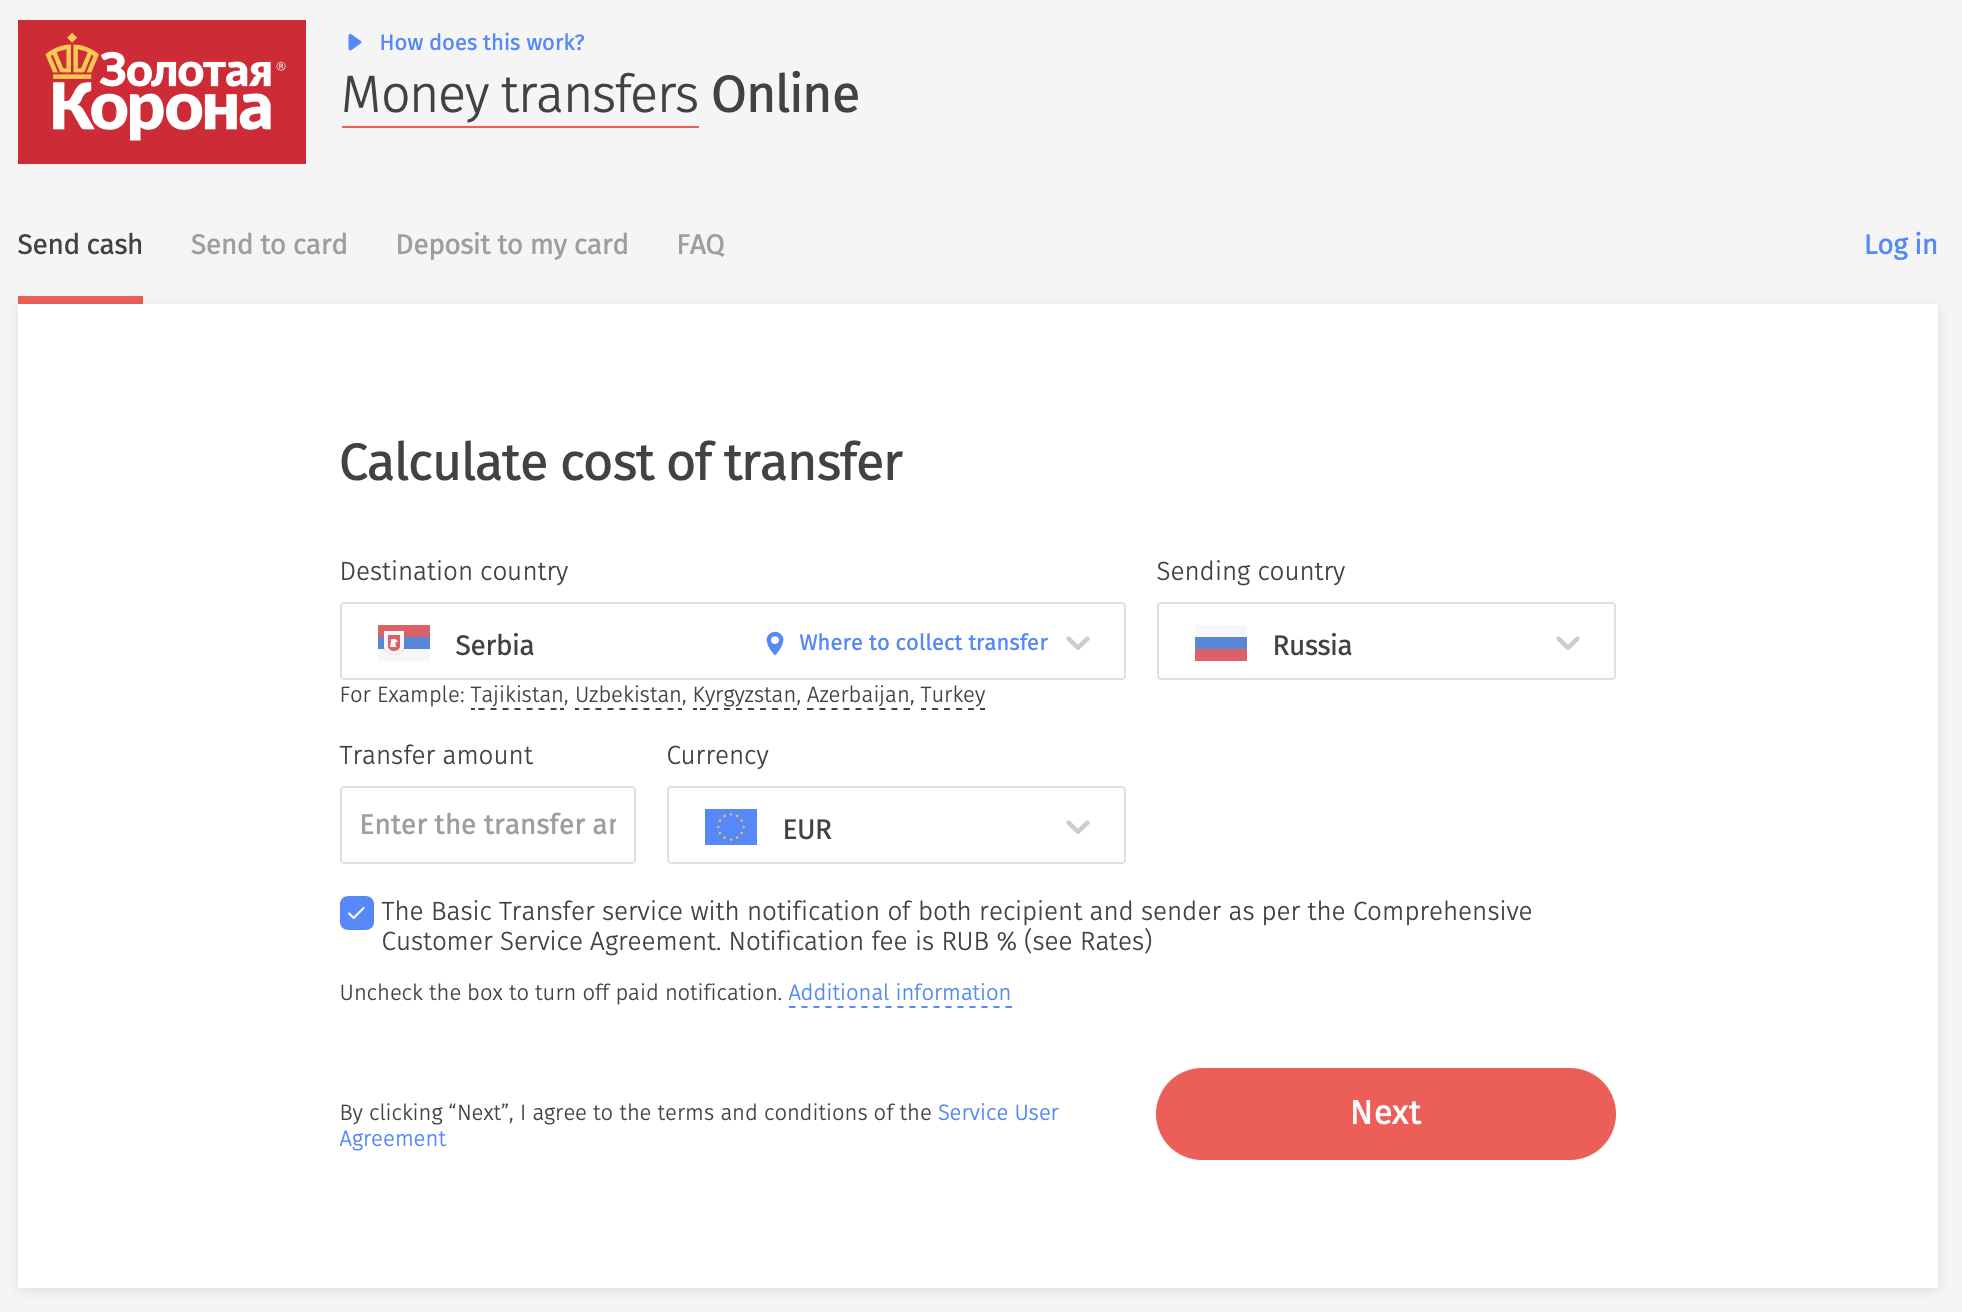 Золотая®
Корона
How does this work?
Money transfers Online
Send cash
Send to card
Deposit to my card
FAQ
Log in
Calculate cost of transfer
Destination country
Sending country
Serbia
Where to collect transfer
Russia
For Example: Tajikistan, Uzbekistan, Kyrgyzstan, Azerbaijan, Turkey
Transfer amount
Currency
Enter the transfer ar
EUR
The Basic Transfer service with notification of both recipient and sender as per the Comprehensive
Customer Service Agreement. Notification fee is RUB % (see Rates)
Uncheck the box to turn off paid notification. Additional information
By clicking “Next”, I agree to the terms and conditions of the Service User
Agreement
Next